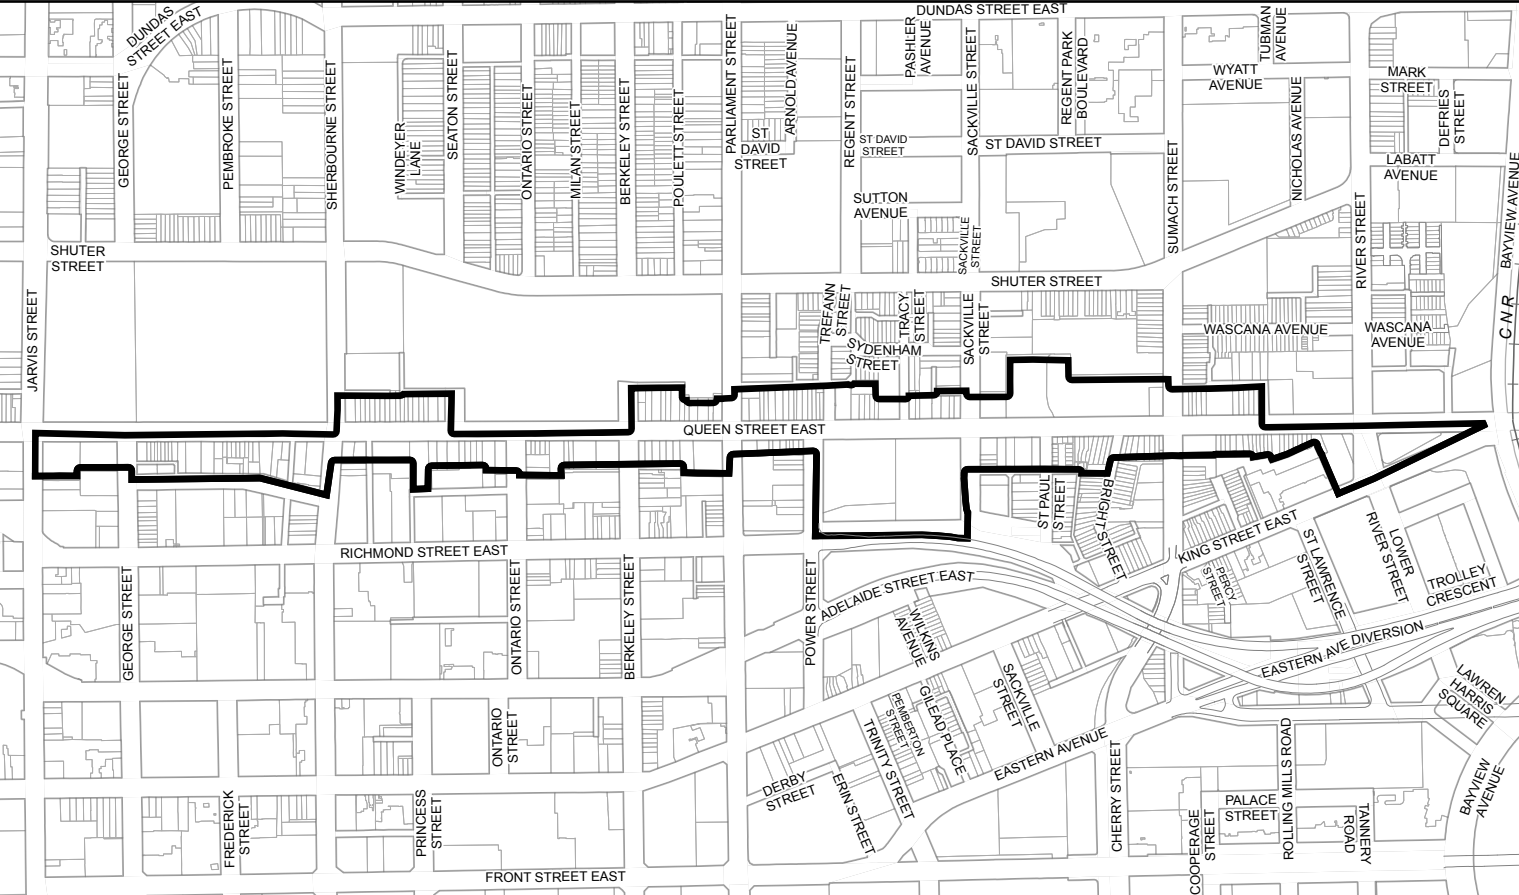 DUNDAS
STREET EAST
DUNDAS STREET EAST
GEORGE STREET
PEMBROKE STREET
SHERBOURNE STREET
WINDEYER
LANE
SEATON STREET
ONTARIO STREET
MILAN STREET
BERKELEY STREET
POULETT STREET
PARLIAMENT STREET
ST
DAVID
STREET
ARNOLD AVENUE
REGENT STREET
PASHLER
AVENUE
ST DAVID
STREET
SACKVILLE STREET
REGENT PARK
BOULEVARD
ST DAVID STREET
SUMACH STREET
WYATT
AVENUE
TUBMAN
AVENUE
NICHOLAS AVENUE
MARK
STREET
DEFRIES
STREET
LABATT
AVENUE
BAYVIEW AVENUE
SUTTON
AVENUE
SACKVILLE
STREET
SHUTER
STREET
SHUTER STREET
RIVER STREET
JARVIS STREET
TREFANN
STREET
TRACY
STREET
SYDENHAM
STREET
SACKVILLE
STREET
WASCANA AVENUE
WASCANA
AVENUE
C N R
QUEEN STREET EAST
ST PAUL
STREET
BRIGHT STREET
KING STREET EAST
RICHMOND STREET EAST
GEORGE STREET
ONTARIO STREET
BERKELEY STREET
POWER STREET
ADELAIDE STREET EAST
WILKINS
AVENUE
PERCY
STREET
ST LAWRENCE
STREET
LOWER
RIVER STREET
TROLLEY
CRESCENT
EASTERN AVE DIVERSION
LAWREN
HARRIS
SQUARE
SACKVILLE
STREET
GILEAD PLACE
PEMBERTON
STREET
TRINITY STREET
ONTARIO
STREET
EASTERN AVENUE
DERBY
STREET
ERIN STREET
CHERRY STREET
ROLLING MILLS ROAD
BAYVIEW
AVENUE
FREDERICK
STREET
PRINCESS
STREET
COOPERAGE
STREET
PALACE
STREET
TANNERY
ROAD
FRONT STREET EAST